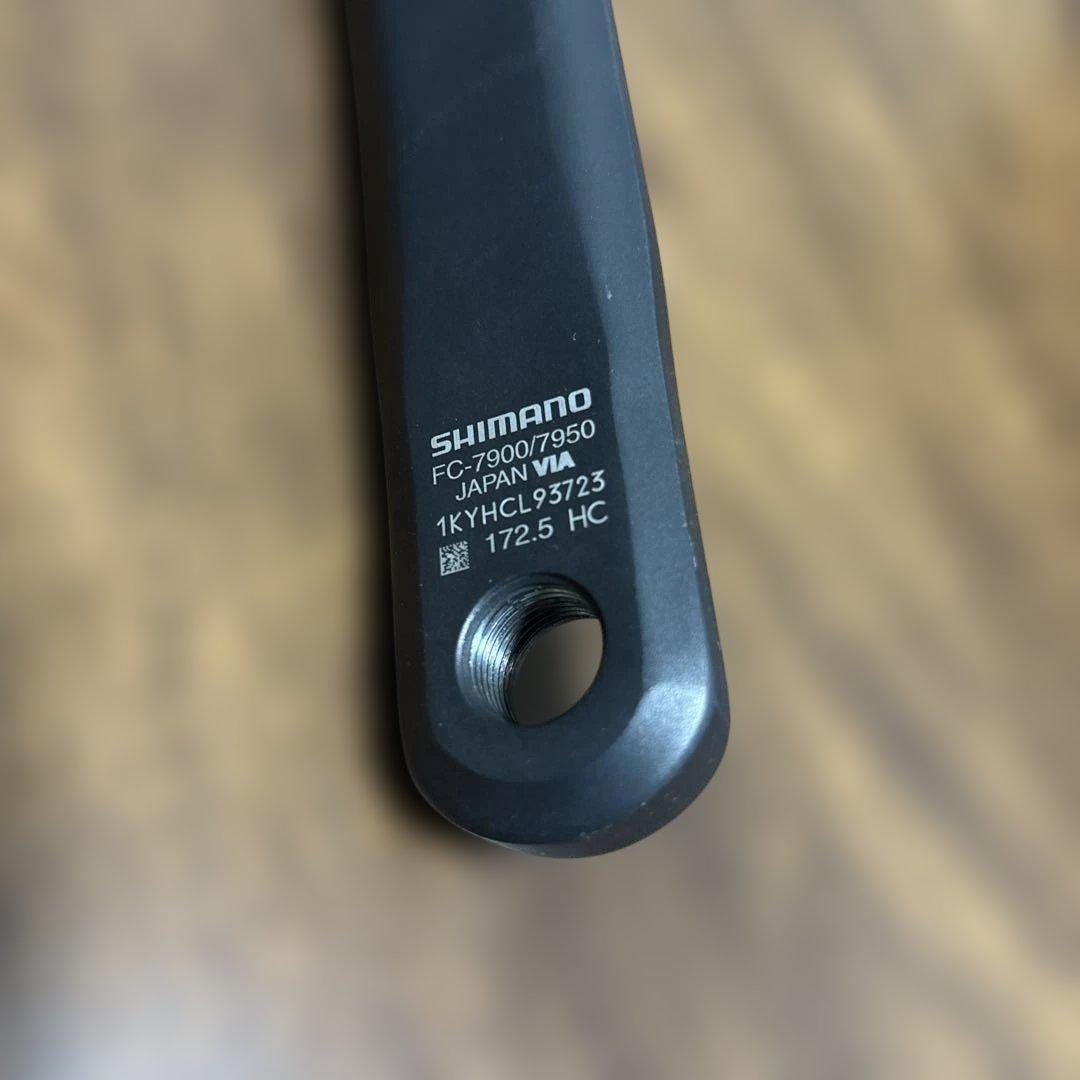 SHIMANO
FC-7900/7950
JAPAN VIA
1KYHCL93723
172.5 HC